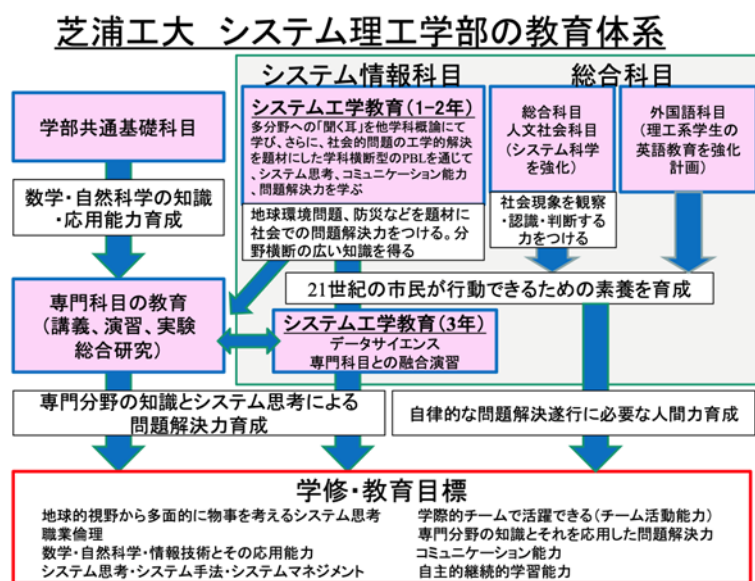 芝浦工大 システム理工学部の教育体系
システム情報科目
総合科目
学部共通基礎科目
数学・自然科学の知識
・応用能力育成
専門科目の教育
(講義、演習、実験
総合研究)
専門分野の知識とシステム思考による
問題解決力育成
システム工学教育(1-2年)
多分野への「聞く耳」を他学科概論にて
学び、さらに、社会的問題の工学的解決
を題材にした学科横断型のPBLを通じて
、システム思考、コミュニケーション能力
、問題解決力を学ぶ
地球環境問題、防災などを題材に
社会での問題解決力をつける。分
野横断の広い知識を得る
総合科目
人文社会科目
(システム科学
を強化)
社会現象を観察
・認識・判断する
力をつける
外国語科目
(理工系学生の
英語教育を強化
計画)
21世紀の市民が行動できるための素養を育成
システム工学教育(3年)
データサイエンス
専門科目との融合演習
自律的な問題解決遂行に必要な人間力育成
学修・教育目標
地球的視野から多面的に物事を考えるシステム思考
職業倫理
数学・自然科学・情報技術とその応用能力
システム思考・システム手法・システムマネジメント
学際的チームで活躍できる(チーム活動能力)
専門分野の知識とそれを応用した問題解決力
コミュニケーション能力
自主的継続的学習能力